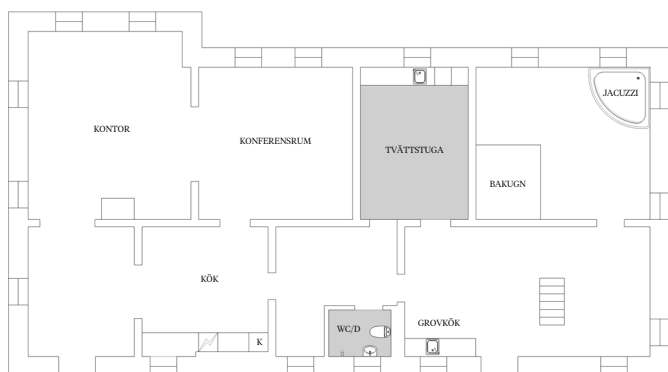 JACUZZI
KONTOR
KONFERENSRUM
TVÄTTSTUGA
BAKUGN
KÖK
WC/D
GROVKÖK
K